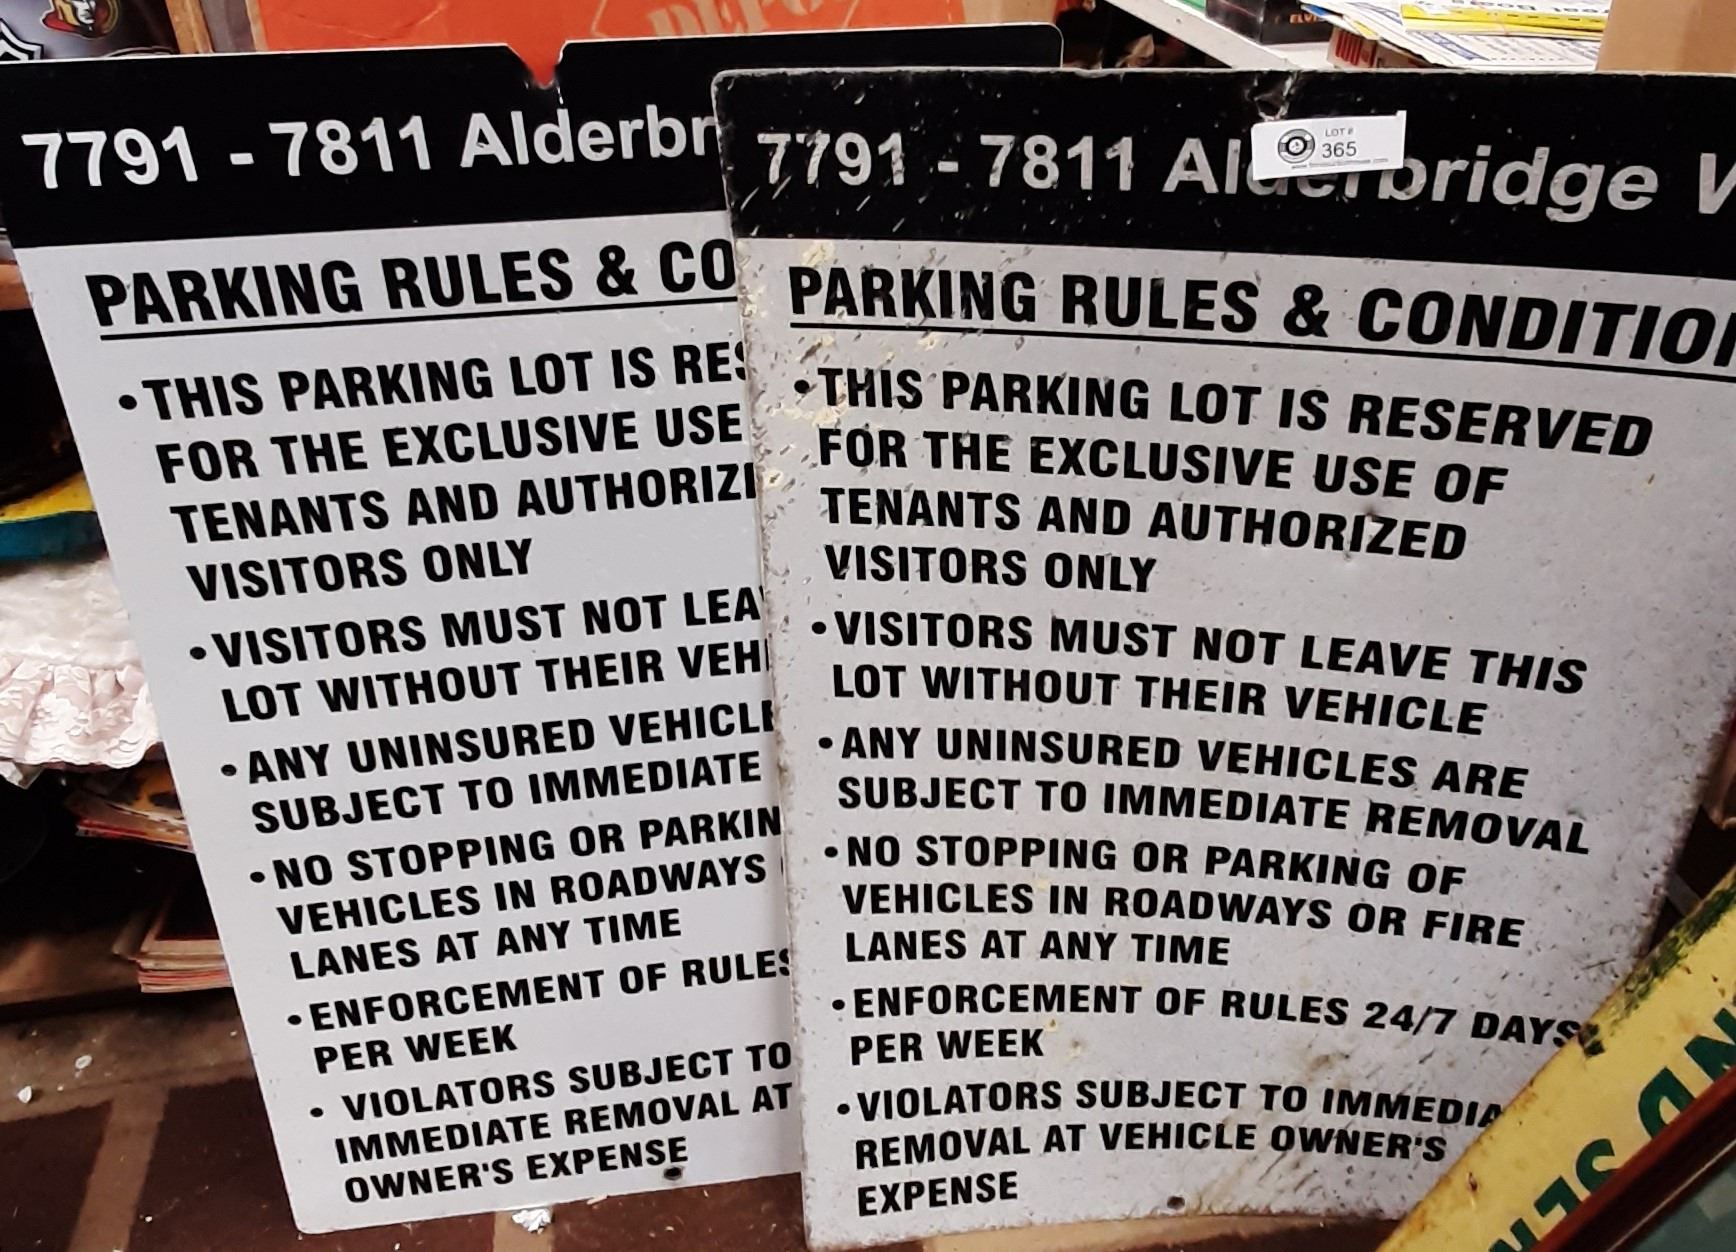 DEPOT
7791 - 7811 Alderbr
PARKING RULES & CO
•THIS PARKING LOT IS RES
FOR THE EXCLUSIVE USE
TENANTS AND AUTHORIZ
VISITORS ONLY
•VISITORS MUST NOT LEA
LOT WITHOUT THEIR VEHI
•ANY UNINSURED VEHICLE
SUBJECT TO IMMEDIATE
•NO STOPPING OR PARKIN
VEHICLES IN ROADWAYS
LANES AT ANY TIME
•ENFORCEMENT OF RULES
PER WEEK
• VIOLATORS SUBJECT TO
IMMEDIATE REMOVAL AT
OWNER'S EXPENSE
7791 - 7811 Alderbridge W
LOT #
365
PARKING RULES & CONDITION
•THIS PARKING LOT IS RESERVED
FOR THE EXCLUSIVE USE OF
TENANTS AND AUTHORIZED
VISITORS ONLY
•VISITORS MUST NOT LEAVE THIS
LOT WITHOUT THEIR VEHICLE
•ANY UNINSURED VEHICLES ARE
SUBJECT TO IMMEDIATE REMOVAL
•NO STOPPING OR PARKING OF
VEHICLES IN ROADWAYS OR FIRE
LANES AT ANY TIME
•ENFORCEMENT OF RULES 24/7 DAYS
PER WEEK
•VIOLATORS SUBJECT TO IMMEDIA
REMOVAL AT VEHICLE OWNER'S
EXPENSE